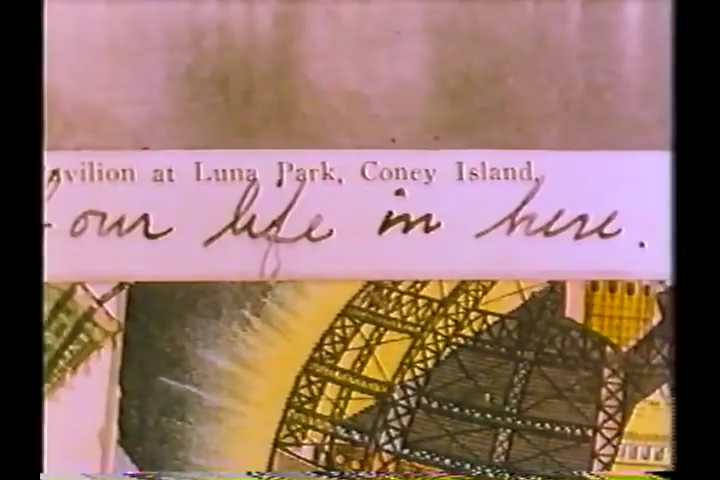 avilion at Luna Park, Coney Island,
our life in here.